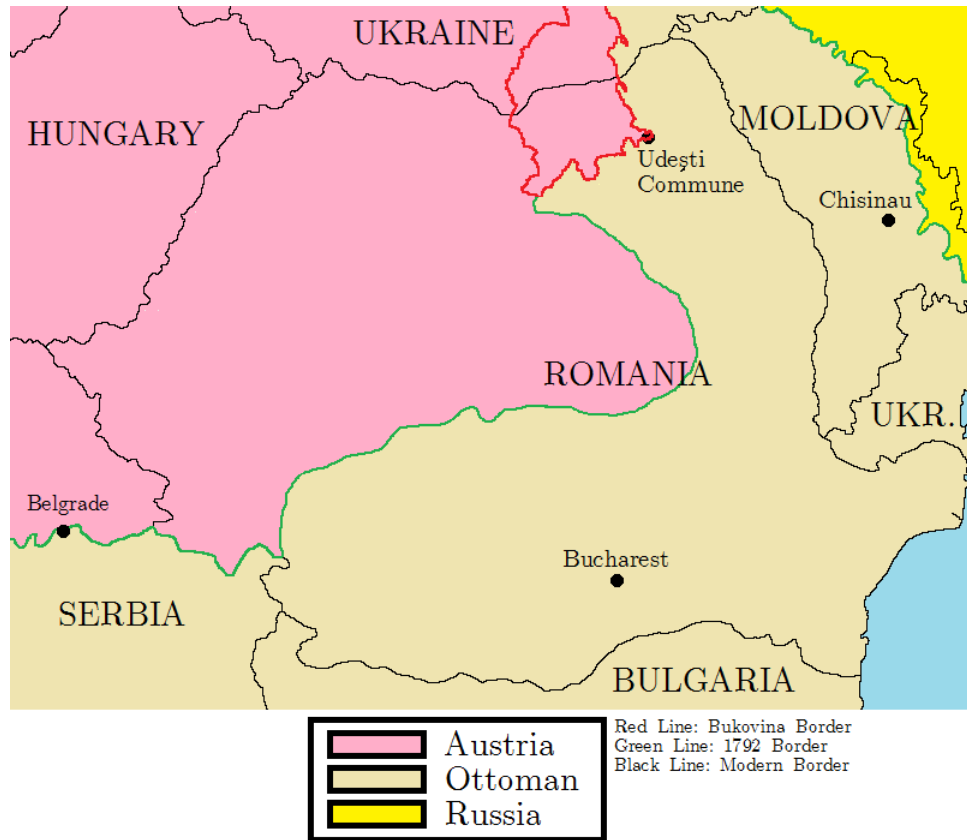 UKRAINE
HUNGARY
MOLDOVA
Udești
Commune
Chisinau
ROMANIA
UKR.
Belgrade
Bucharest
SERBIA
BULGARIA
Austria
Ottoman
Russia
Red Line: Bukovina Border
Green Line: 1792 Border
Black Line: Modern Border